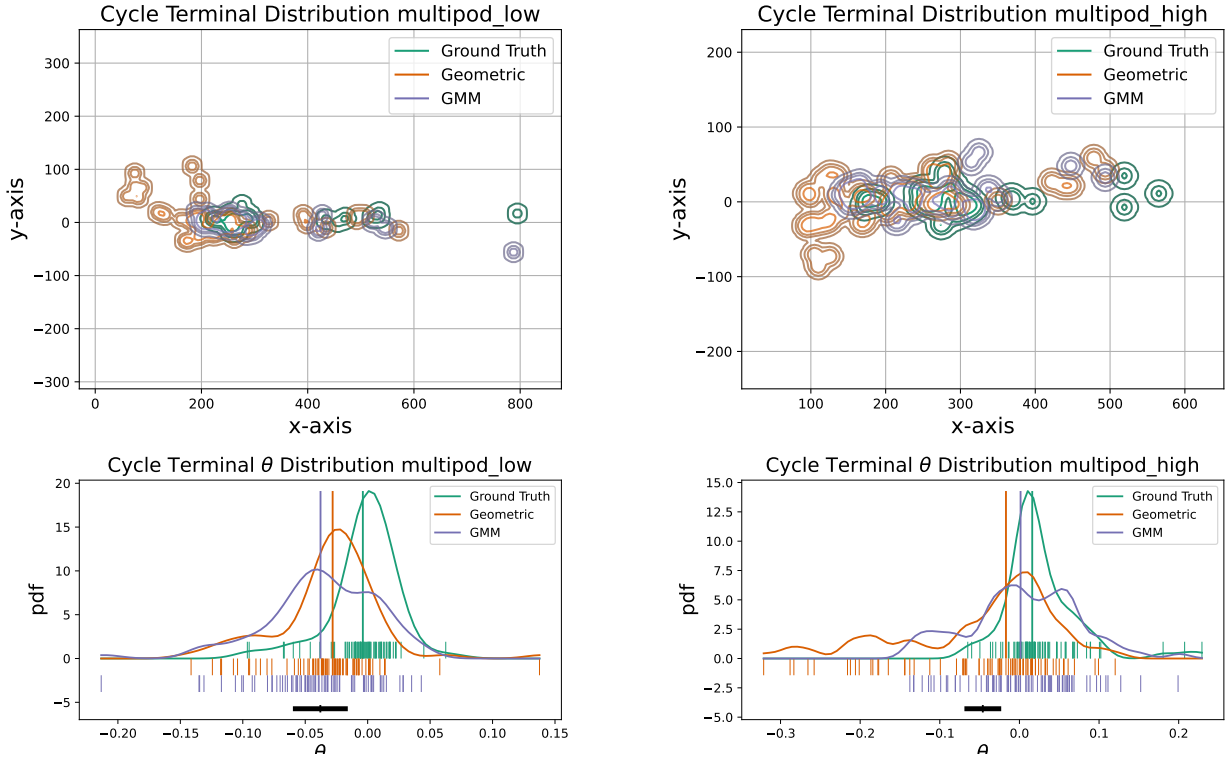 Cycle Terminal Distribution multipod_low
y-axis
300
200
100
0
−100
−200
−300
Ground Truth
Geometric
GMM
0
200
400
600
800
x-axis
Cycle Terminal Distribution multipod_high
y-axis
200
100
0
−100
−200
Ground Truth
Geometric
GMM
100
200
300
400
500
600
x-axis
Cycle Terminal θ Distribution multipod_low
pdf
20
15
10
5
0
−5
Ground Truth
Geometric
GMM
−0.20
−0.15
−0.10
−0.05
0.00
0.05
0.10
0.15
θ
Cycle Terminal θ Distribution multipod_high
pdf
15.0
12.5
10.0
7.5
5.0
2.5
0.0
−2.5
−5.0
Ground Truth
Geometric
GMM
−0.3
−0.2
−0.1
0.0
0.1
0.2
θ